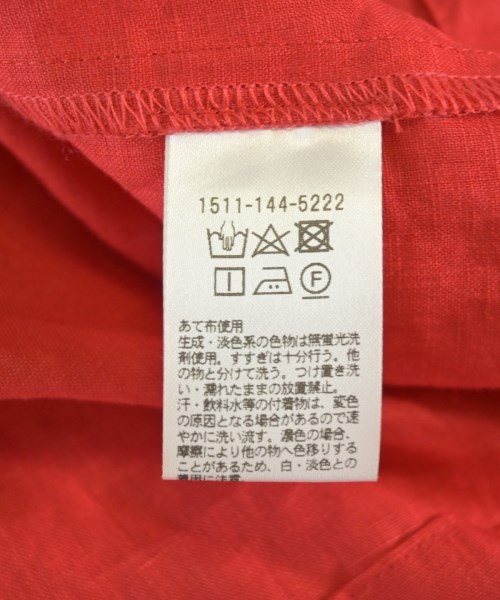 1511-144-5222
F
あて布使用
生成・淡色系の色物は無蛍光洗
剤使用。すすぎは十分行う。他
の物と分けて洗う。つけ置き洗
い・濡れたままの放置禁止。
汗・飲料水等の付着物は、変色
の原因となる場合があるので速
やかに洗い流す。濃色の場合、
摩擦により他の物へ色移りする
ことがあるため、白・淡色との
着用に注意